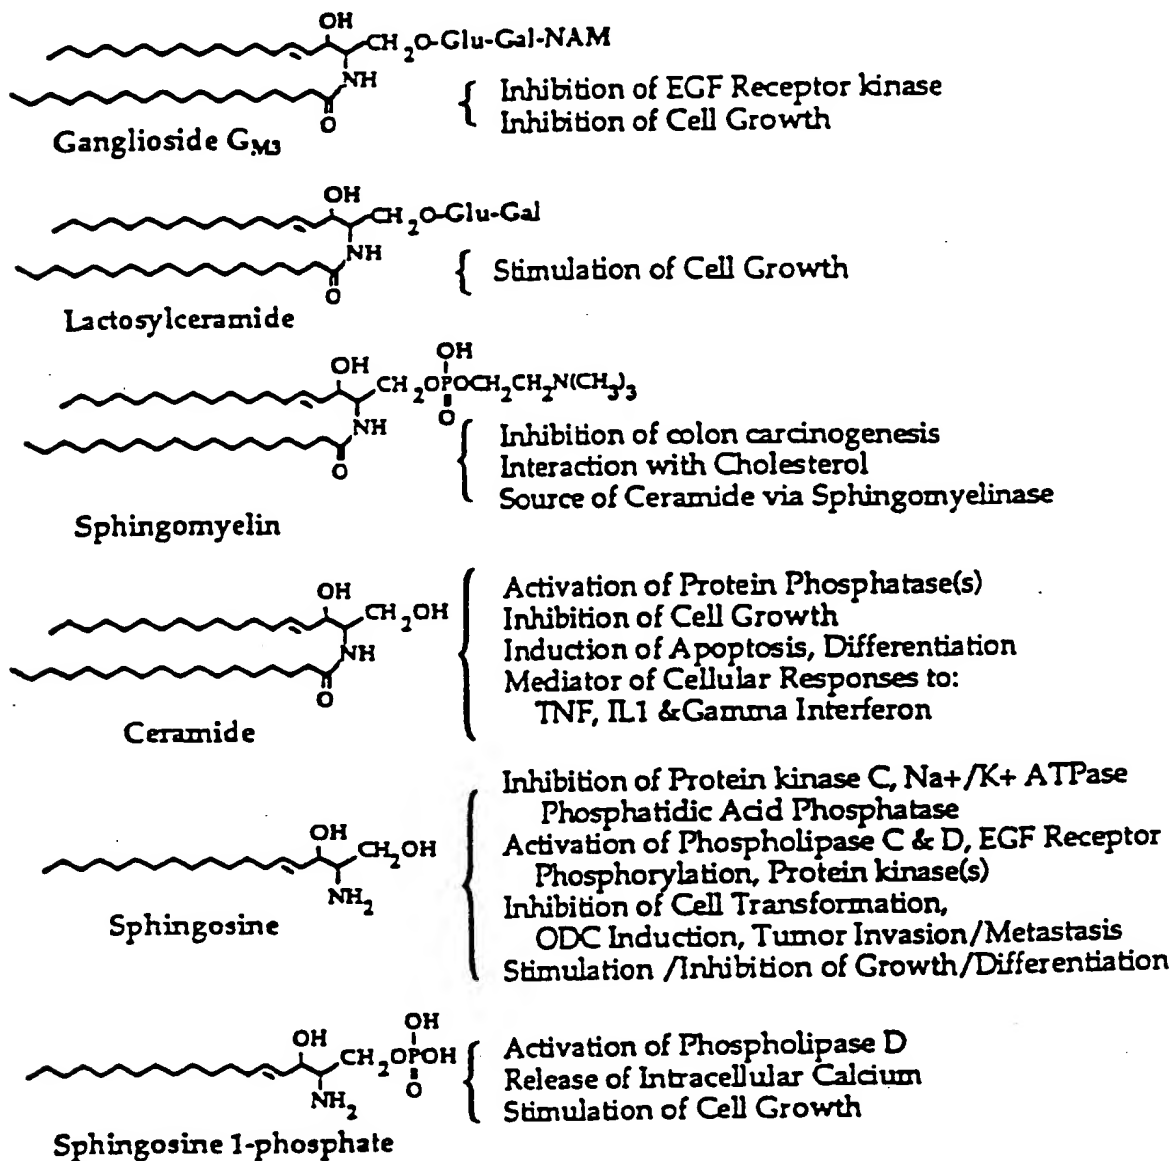 OH
CH2O-Glu-Gal-NAM
NH
O
Inhibition of EGF Receptor kinase
Inhibition of Cell Growth
Ganglioside GM3
OH
CH2O-Glu-Gal
NH
O
Stimulation of Cell Growth
Lactosylceramide
OH
OH
CH2OPOCH2CH2N(CH3)3
O
NH
O
Inhibition of colon carcinogenesis
Interaction with Cholesterol
Source of Ceramide via Sphingomyelinase
Sphingomyelin
OH
CH2OH
NH
O
Activation of Protein Phosphatase(s)
Inhibition of Cell Growth
Induction of Apoptosis, Differentiation
Mediator of Cellular Responses to:
TNF, IL1 &Gamma Interferon
Ceramide
OH
CH2OH
NH2
Inhibition of Protein kinase C, Na+/K+ ATPase
Phosphatidic Acid Phosphatase
Activation of Phospholipase C & D, EGF Receptor
Phosphorylation, Protein kinase(s)
Inhibition of Cell Transformation,
ODC Induction, Tumor Invasion/Metastasis
Stimulation /Inhibition of Growth/Differentiation
Sphingosine
OH
OH
CH2OPOH
O
NH2
Activation of Phospholipase D
Release of Intracellular Calcium
Stimulation of Cell Growth
Sphingosine 1-phosphate